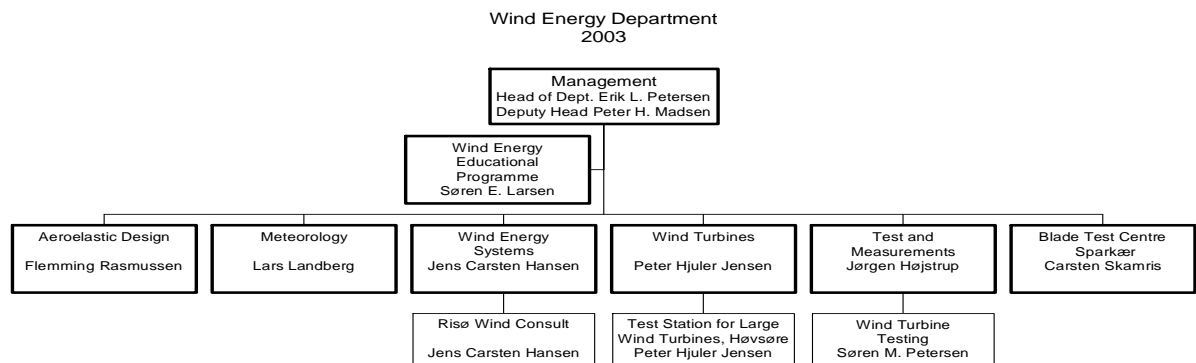 Wind Energy Department
2003
Management
Head of Dept. Erik L. Petersen
Deputy Head Peter H. Madsen
Wind Energy
Educational
Programme
Søren E. Larsen
Aeroelastic Design
Flemming Rasmussen
Meteorology
Lars Landberg
Wind Energy
Systems
Jens Carsten Hansen
Wind Turbines
Peter Hjuler Jensen
Test and
Measurements
Jørgen Højstrup
Blade Test Centre
Sparkær
Carsten Skamris
Risø Wind Consult
Jens Carsten Hansen
Test Station for Large
Wind Turbines, Høvsøre
Peter Hjuler Jensen
Wind Turbine
Testing
Søren M. Petersen